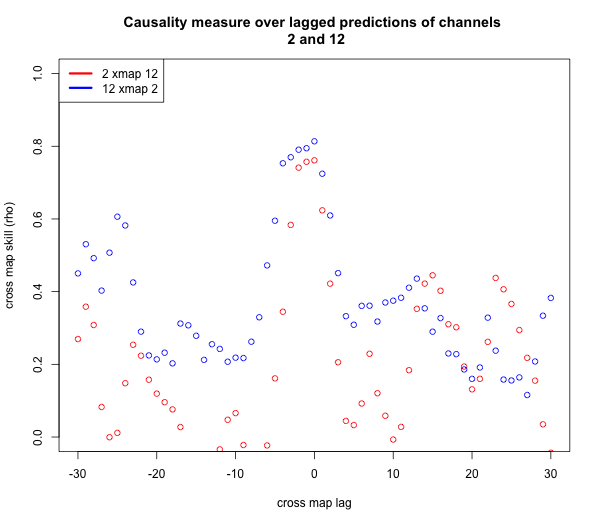 Causality measure over lagged predictions of channels
2 and 12
2 xmap 12
12 xmap 2
cross map skill (rho)
1.0
0.8
0.6
0.4
0.2
0.0
-30
-20
-10
0
10
20
30
cross map lag